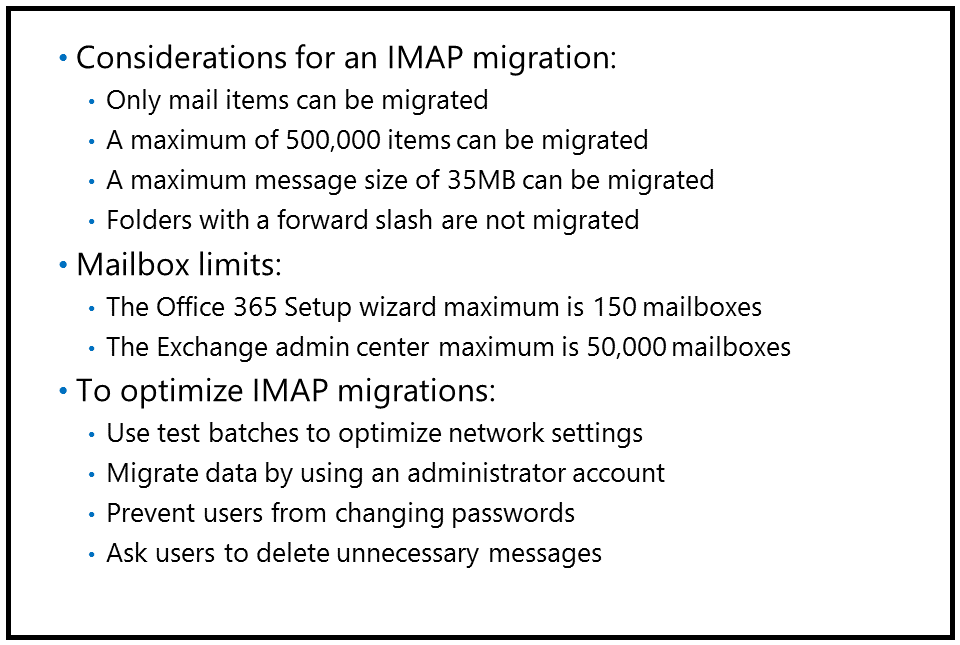 • Considerations for an IMAP migration:
• Only mail items can be migrated
• A maximum of 500,000 items can be migrated
• A maximum message size of 35MB can be migrated
• Folders with a forward slash are not migrated
• Mailbox limits:
• The Office 365 Setup wizard maximum is 150 mailboxes
• The Exchange admin center maximum is 50,000 mailboxes
• To optimize IMAP migrations:
• Use test batches to optimize network settings
• Migrate data by using an administrator account
• Prevent users from changing passwords
• Ask users to delete unnecessary messages